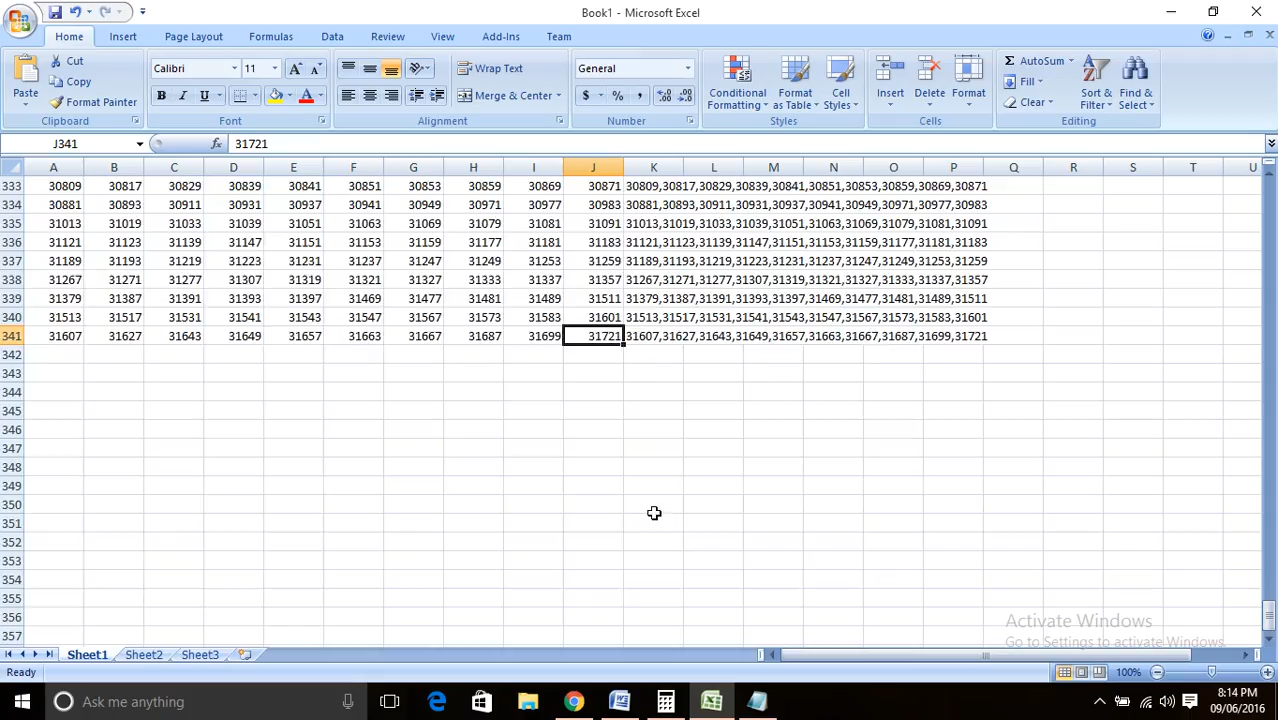 Book1 - Microsoft Excel
Home Insert Page Layout Formulas Data Review View Add-Ins Team
Paste
Cut
Copy
Format Painter
Clipboard
Calibri 11
B I U
Font
Wrap Text
Merge & Center
Alignment
General
$ % ,
Number
Conditional Formatting
Format as Table
Cell Styles
Styles
Insert
Delete
Format
Cells
Σ AutoSum
Fill
Clear
Sort & Filter
Find & Select
Editing
J341 fx 31721
A B C D E F G H I J K L M N O P Q R S T U
333 30809 30817 30829 30839 30841 30851 30853 30859 30869 30871 30809,30817,30829,30839,30841,30851,30853,30859,30869,30871
334 30881 30893 30911 30931 30937 30941 30949 30971 30977 30983 30881,30893,30911,30931,30937,30941,30949,30971,30977,30983
335 31013 31019 31033 31039 31051 31063 31069 31079 31081 31091 31013,31019,31033,31039,31051,31063,31069,31079,31081,31091
336 31121 31123 31139 31147 31151 31153 31159 31177 31181 31183 31121,31123,31139,31147,31151,31153,31159,31177,31181,31183
337 31189 31193 31219 31223 31231 31237 31247 31249 31253 31259 31189,31193,31219,31223,31231,31237,31247,31249,31253,31259
338 31267 31271 31277 31307 31319 31321 31327 31333 31337 31357 31267,31271,31277,31307,31319,31321,31327,31333,31337,31357
339 31379 31387 31391 31393 31397 31469 31477 31481 31489 31511 31379,31387,31391,31393,31397,31469,31477,31481,31489,31511
340 31513 31517 31531 31541 31543 31547 31567 31573 31583 31601 31513,31517,31531,31541,31543,31547,31567,31573,31583,31601
341 31607 31627 31643 31649 31657 31663 31667 31687 31699 31721 31607,31627,31643,31649,31657,31663,31667,31687,31699,31721
342
343
344
345
346
347
348
349
350
351
352
353
354
355
356
357
Activate Windows
Go to Settings to activate Windows.
Sheet1 Sheet2 Sheet3
Ready 100%
Ask me anything
8:14 PM
09/06/2016